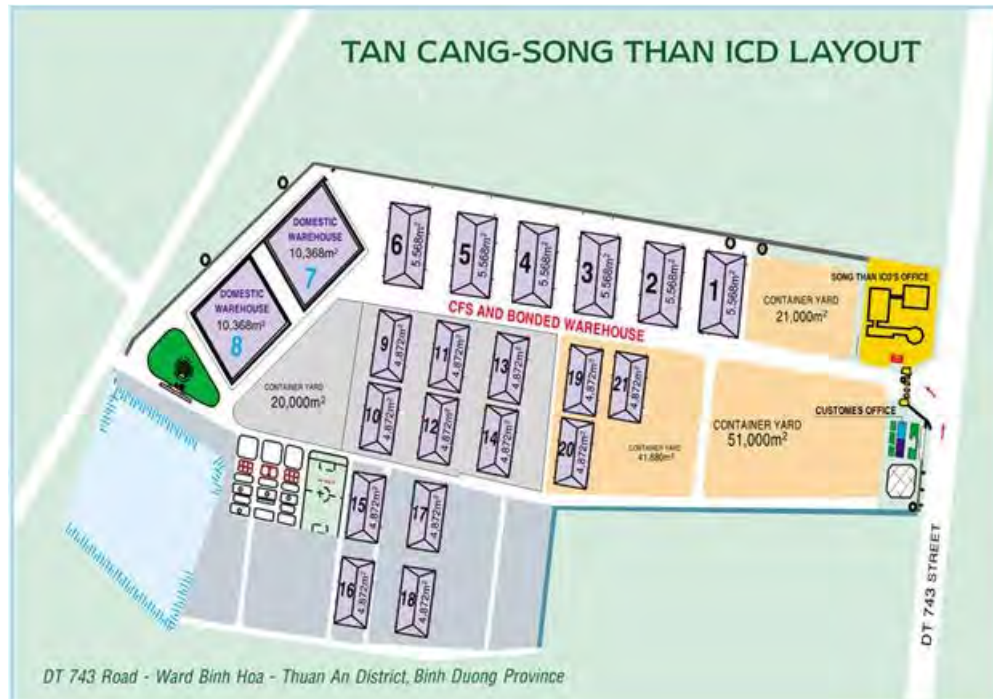 TAN CANG-SONG THAN ICD LAYOUT
DOMESTIC
WAREHOUSE
10,368m²
7
DOMESTIC
WAREHOUSE
10,368m²
8
6
5.568m²
5
5.568m²
4
5.568m²
3
5.568m²
2
5.568m²
1
5.568m²
CONTAINER YARD
21,000m²
SONG THAN ICD'S OFFICE
CFS AND BONDED WAREHOUSE
CONTAINER YARD
20,000m²
9
4.872m²
11
4.872m²
13
4.872m²
10
4.872m²
12
4.872m²
14
4.872m²
19
4.872m²
21
4.872m²
20
4.872m²
CONTAINER YARD
41,680m²
CONTAINER YARD
51,000m²
CUSTOMES OFFICE
15
4.872m²
17
4.872m²
16
4.872m²
18
4.872m²
DT 743 STREET
DT 743 Road - Ward Binh Hoa - Thuan An District, Binh Duong Province